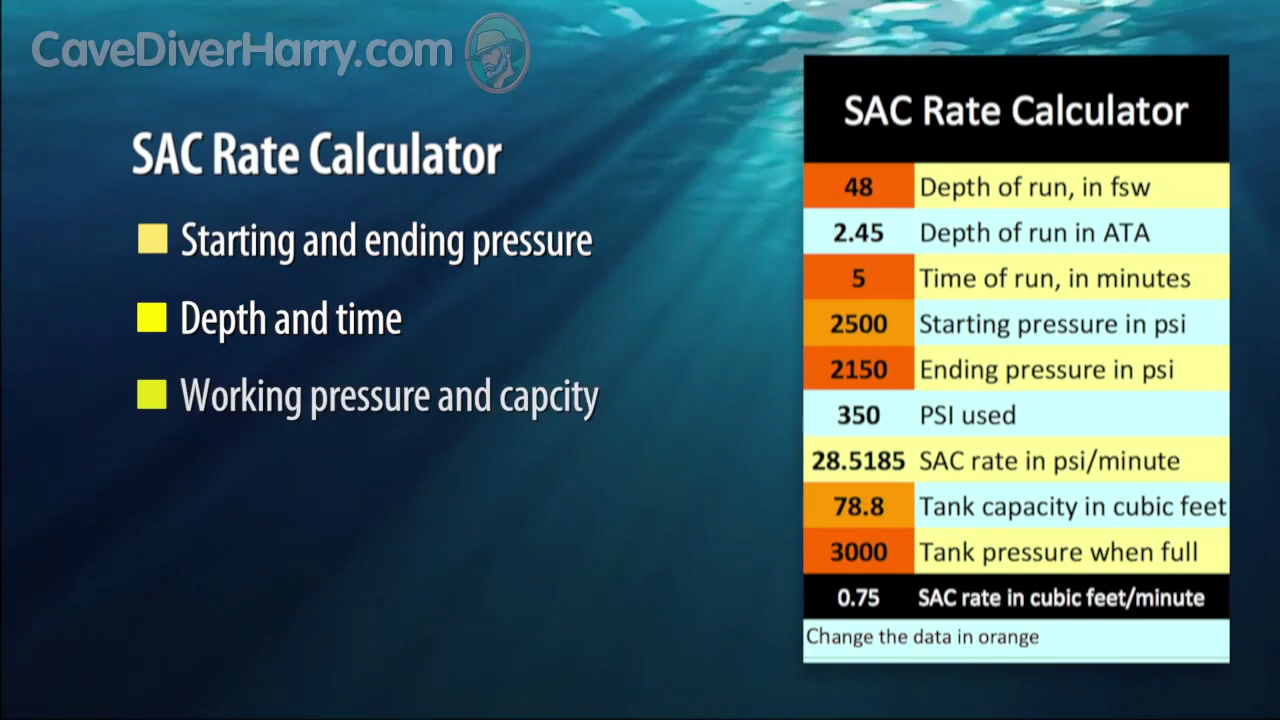 CaveDiverHarry.com
SAC Rate Calculator
Starting and ending pressure
Depth and time
Working pressure and capcity
SAC Rate Calculator
48 Depth of run, in fsw
2.45 Depth of run in ATA
5 Time of run, in minutes
2500 Starting pressure in psi
2150 Ending pressure in psi
350 PSI used
28.5185 SAC rate in psi/minute
78.8 Tank capacity in cubic feet
3000 Tank pressure when full
0.75 SAC rate in cubic feet/minute
Change the data in orange